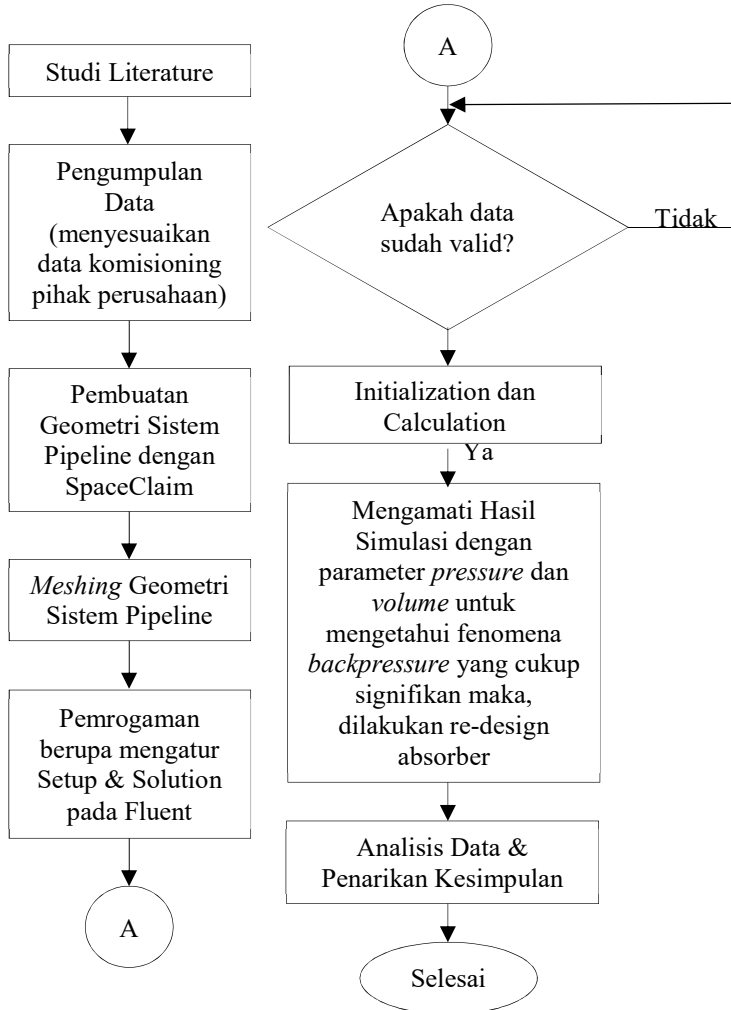 Studi Literature
Pengumpulan
Data
(menyesuaikan
data komisioning
pihak perusahaan)
Pembuatan
Geometri Sistem
Pipeline dengan
SpaceClaim
Meshing Geometri
Sistem Pipeline
Pemrogaman
berupa mengatur
Setup & Solution
pada Fluent
A
A
Apakah data
sudah valid?
Tidak
Initialization dan
Calculation
Ya
Mengamati Hasil
Simulasi dengan
parameter pressure dan
volume untuk
mengetahui fenomena
backpressure yang cukup
signifikan maka,
dilakukan re-design
absorber
Analisis Data &
Penarikan Kesimpulan
Selesai